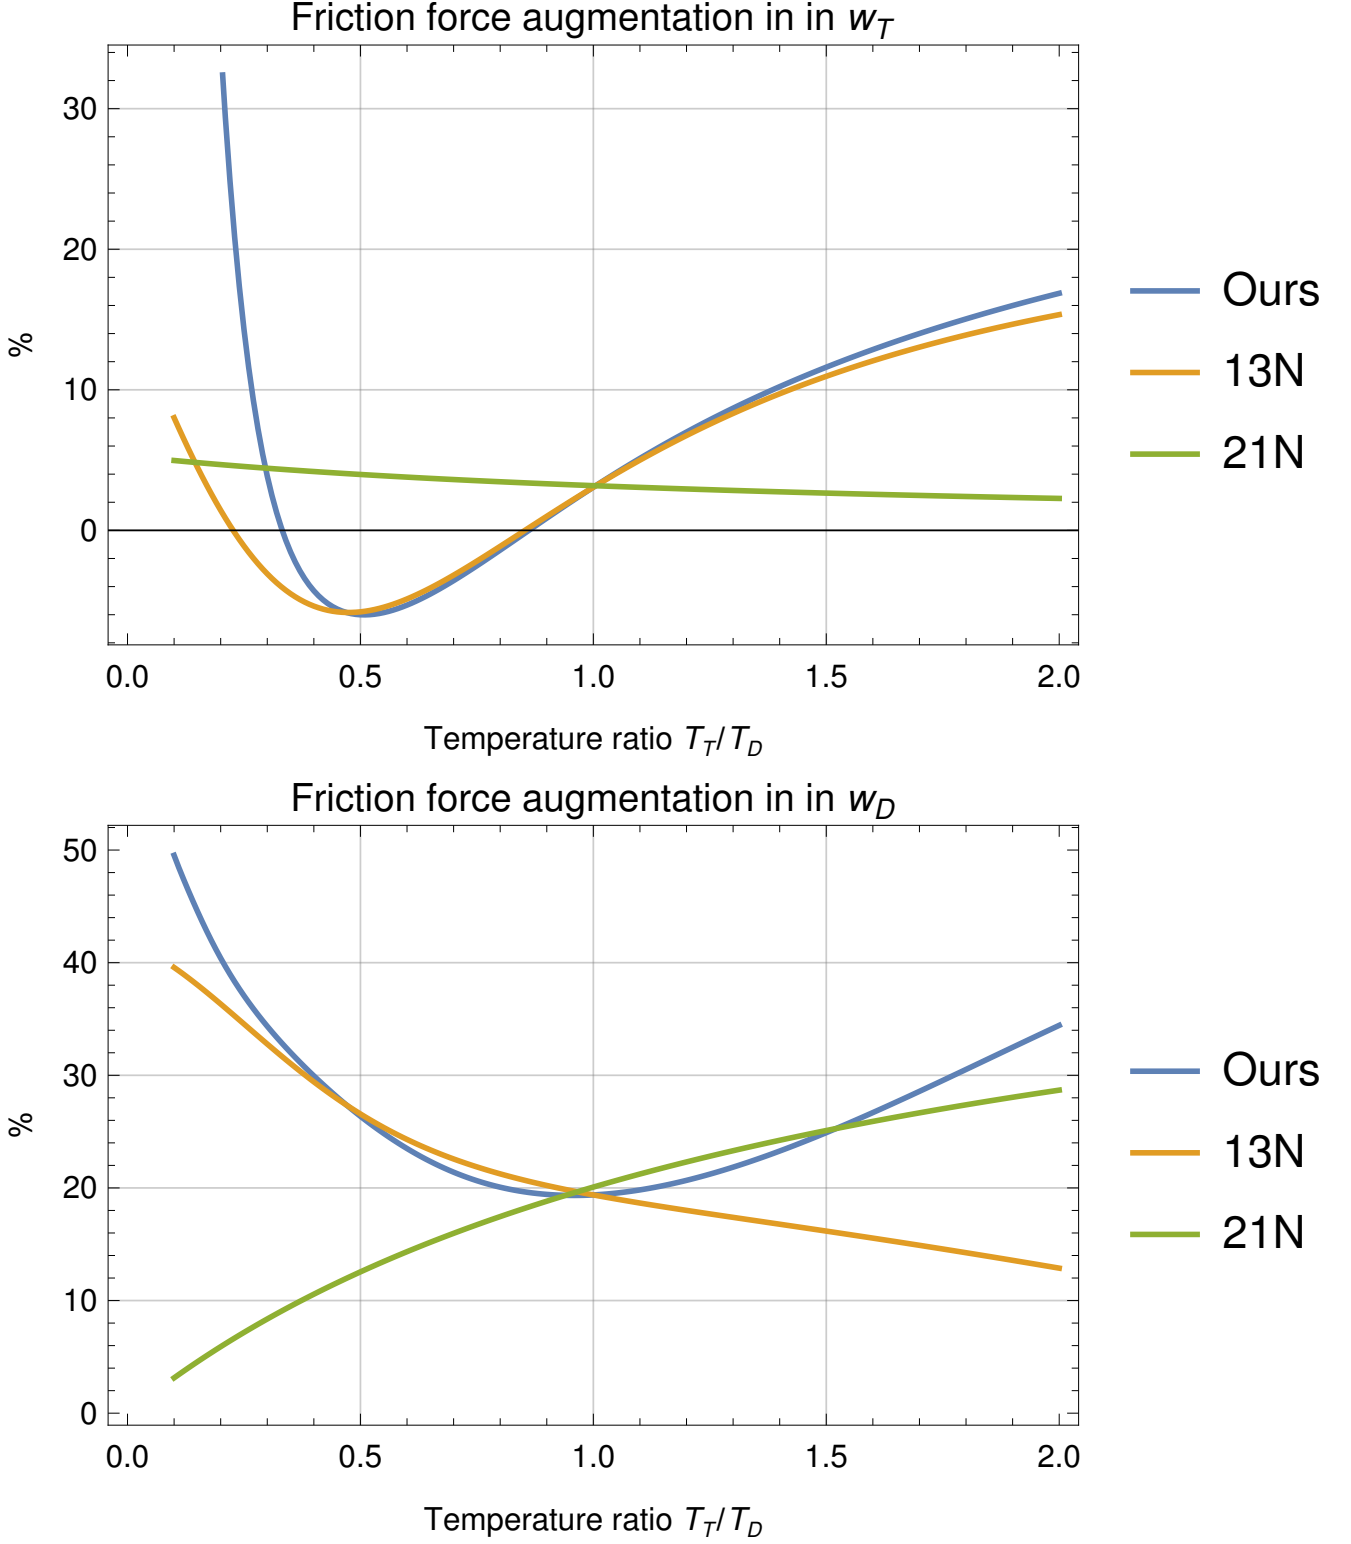 Friction force augmentation in in w_T
30
20
10
0
%
0.0 0.5 1.0 1.5 2.0
Temperature ratio T_T/T_D
Ours
13N
21N
Friction force augmentation in in w_D
50
40
30
20
10
0
%
0.0 0.5 1.0 1.5 2.0
Temperature ratio T_T/T_D
Ours
13N
21N